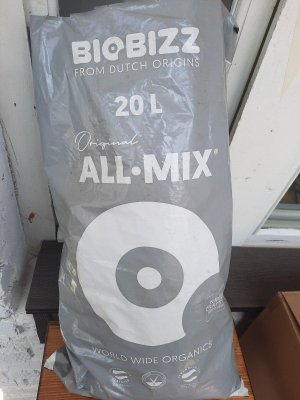 BIOBIZZ
FROM DUTCH ORIGINS
20 L
Original
ALL·MIX®
WORLD WIDE ORGANICS